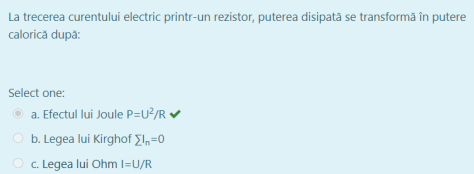 La trecerea curentului electric printr-un rezistor, puterea disipată se transformă în putere
calorică după:
Select one:
a. Efectul lui Joule P=U²/R
b. Legea lui Kirghof ∑Iₙ=0
c. Legea lui Ohm I=U/R